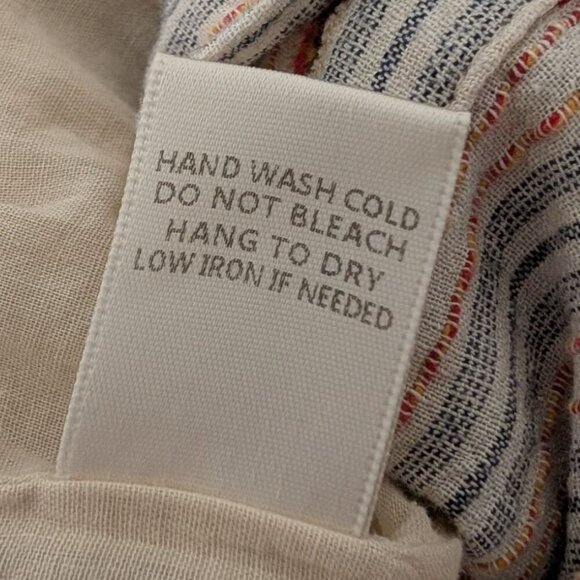 HAND WASH COLD
DO NOT BLEACH
HANG TO DRY
LOW IRON IF NEEDED